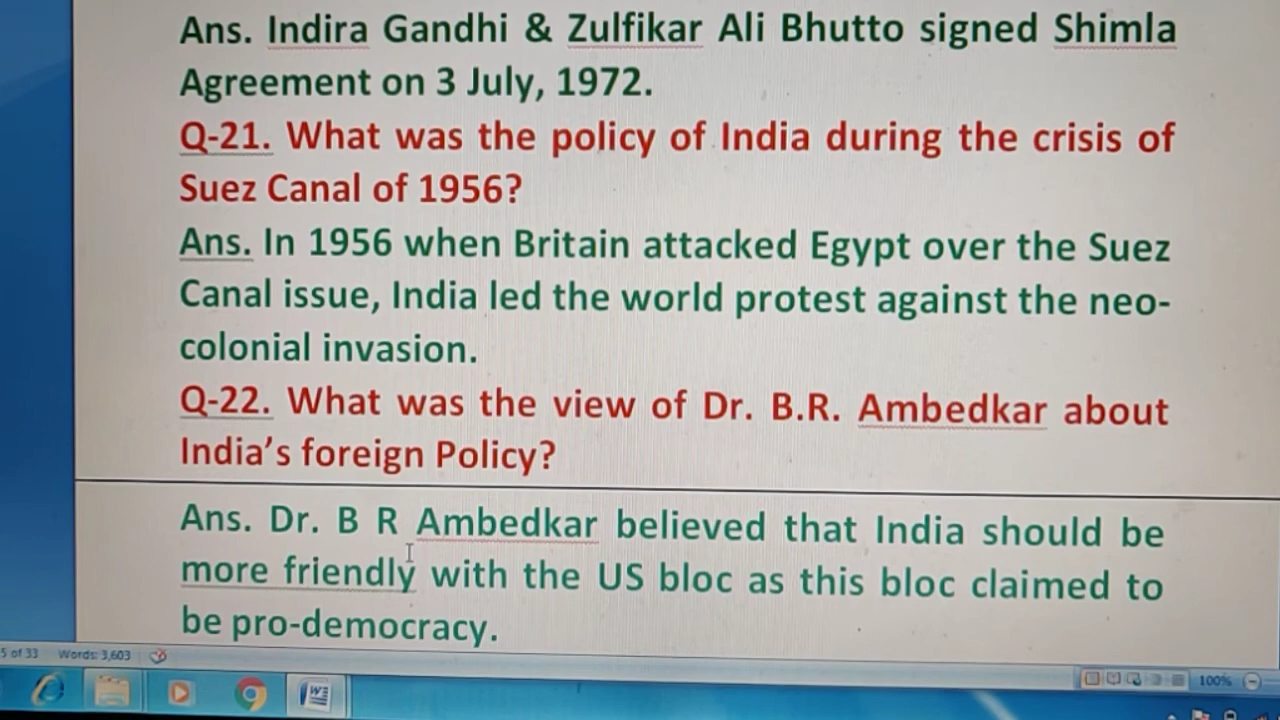 Ans. Indira Gandhi & Zulfikar Ali Bhutto signed Shimla
Agreement on 3 July, 1972.
Q-21. What was the policy of India during the crisis of
Suez Canal of 1956?
Ans. In 1956 when Britain attacked Egypt over the Suez
Canal issue, India led the world protest against the neo-
colonial invasion.
Q-22. What was the view of Dr. B.R. Ambedkar about
India's foreign Policy?
Ans. Dr. B R Ambedkar believed that India should be
more friendly with the US bloc as this bloc claimed to
be pro-democracy.
5 of 33 Words: 3,603
100%